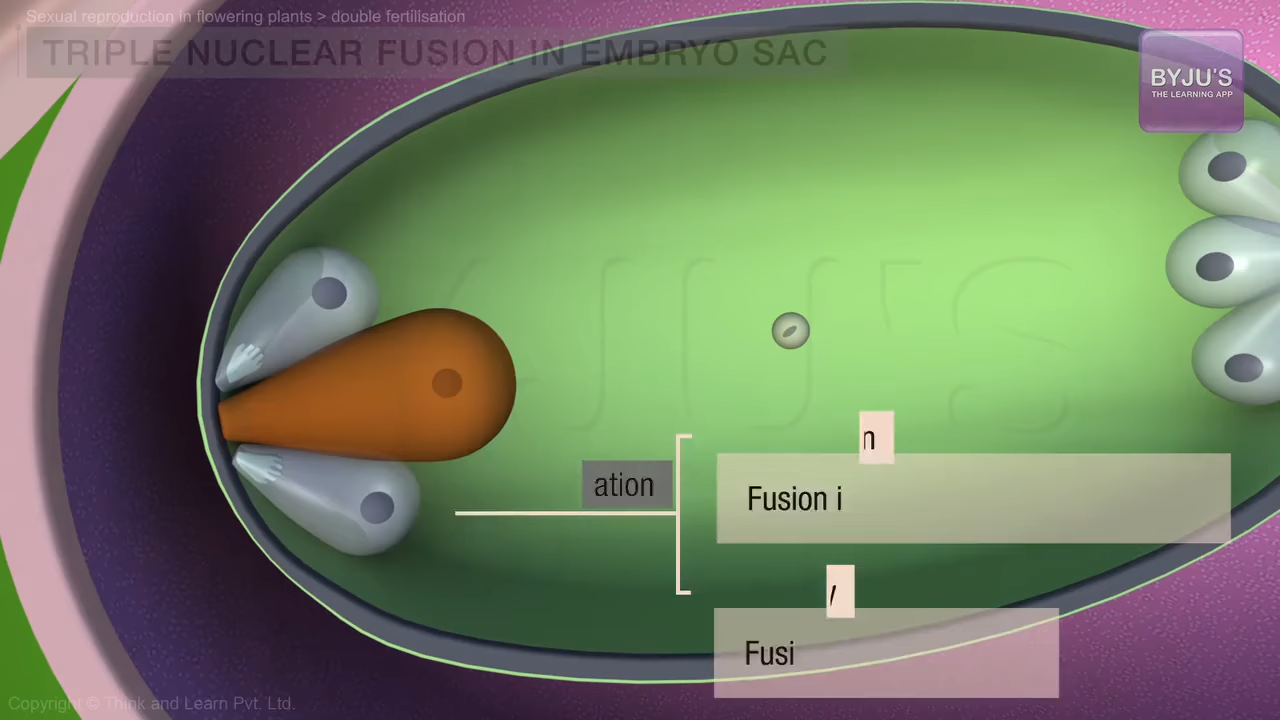 Sexual reproduction in flowering plants > double fertilisation
TRIPLE NUCLEAR FUSION IN EMBRYO SAC
BYJU'S
THE LEARNING APP
n
ation
Fusion i
Fusi
Copyright © Think and Learn Pvt. Ltd.